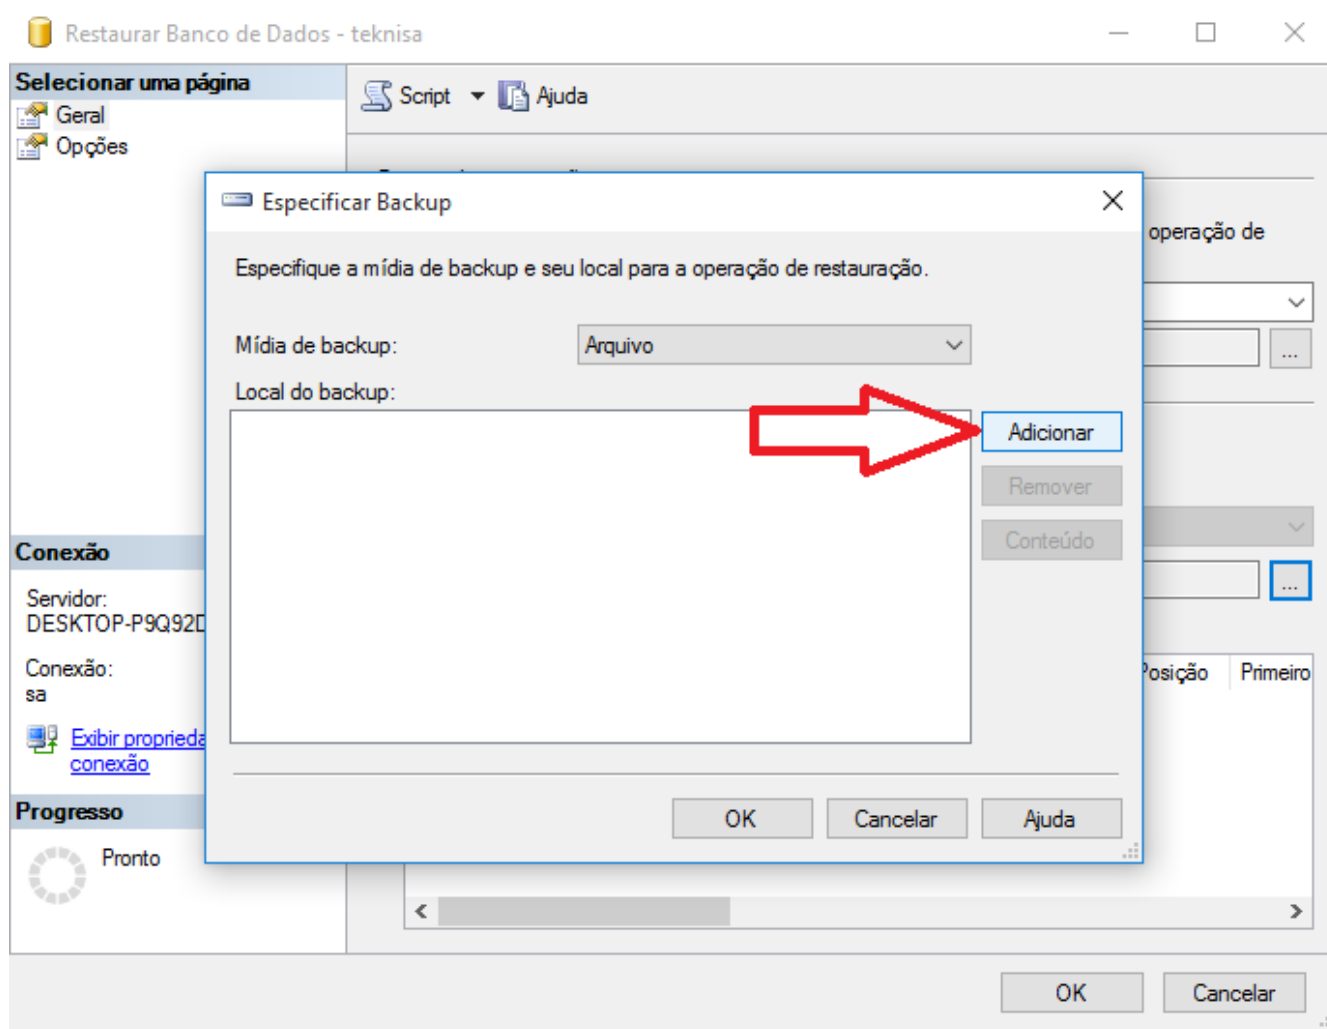 Restaurar Banco de Dados - teknisa
Selecionar uma página
Geral
Opções
Script
Ajuda
Especificar Backup
operação de
Especifique a mídia de backup e seu local para a operação de restauração.
Mídia de backup:
Arquivo
...
Local do backup:
Adicionar
Remover
Conteúdo
...
Conexão
Servidor:
DESKTOP-P9Q92D
Conexão:
sa
Exibir proprieda
conexão
Posição
Primeiro
Progresso
Pronto
OK
Cancelar
Ajuda
OK
Cancelar